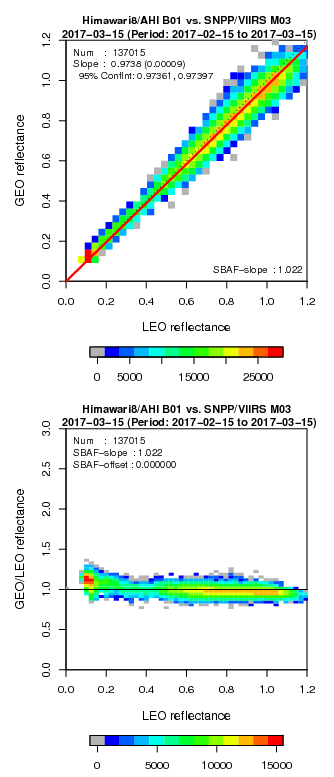 Himawari8/AHI B01 vs. SNPP/VIIRS M03
2017−03−15 (Period: 2017−02−15 to 2017−03−15)
Num : 137015
Slope : 0.9738 (0.00009)
95% ConfInt: 0.97361, 0.97397
SBAF−slope : 1.022
GEO reflectance
0.0 0.2 0.4 0.6 0.8 1.0 1.2
0.0 0.2 0.4 0.6 0.8 1.0 1.2
LEO reflectance
0 5000 15000 25000
Himawari8/AHI B01 vs. SNPP/VIIRS M03
2017−03−15 (Period: 2017−02−15 to 2017−03−15)
Num : 137015
SBAF−slope : 1.022
SBAF−offset : 0.000000
GEO/LEO reflectance
0.0 0.5 1.0 1.5 2.0 2.5 3.0
0.0 0.2 0.4 0.6 0.8 1.0 1.2
LEO reflectance
0 5000 10000 15000